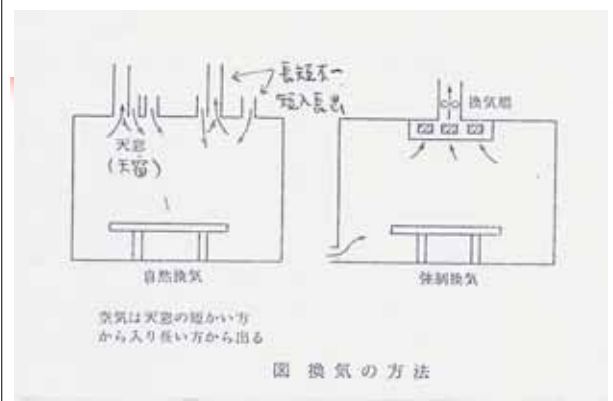 長短不一
短入長出
換気扇
天窓
(天窗)
自然換気
強制換気
空気は天窓の短かい方
から入り長い方から出る
図 換気の方法